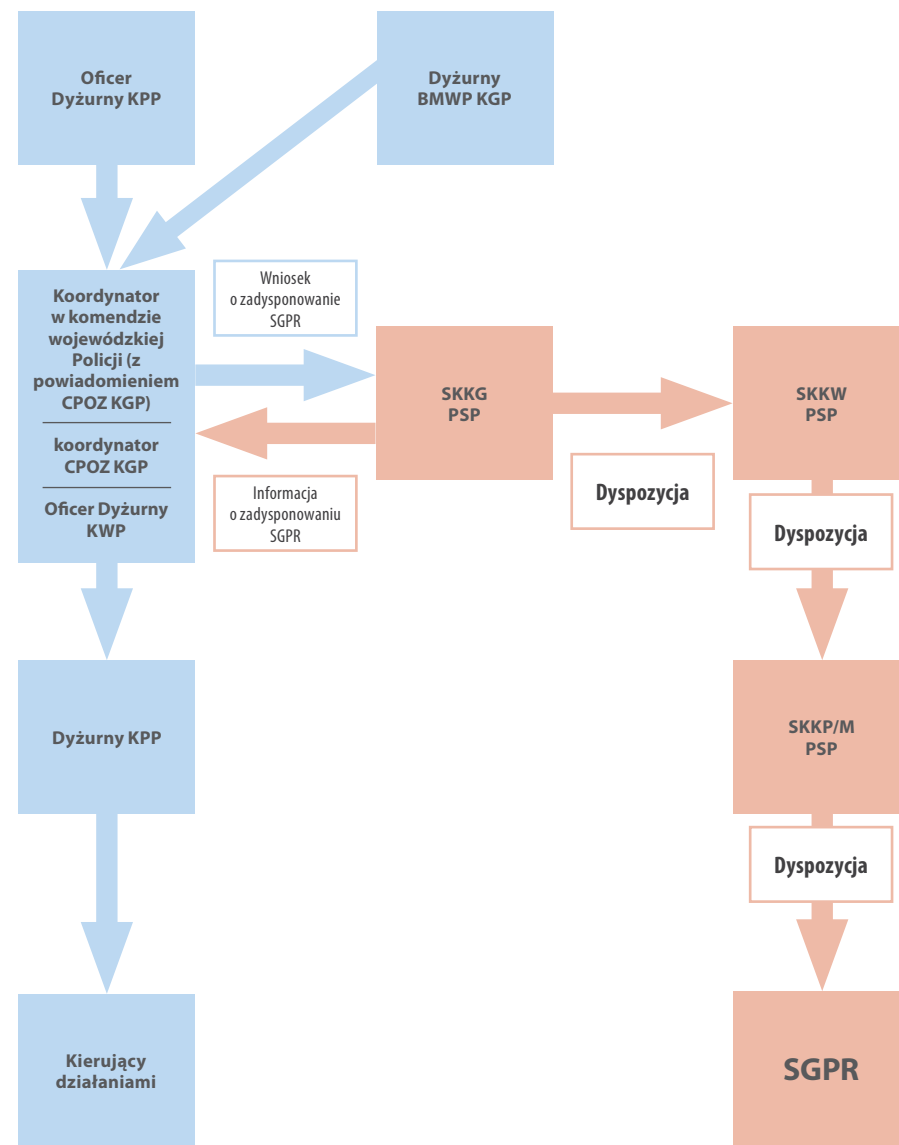 Oficer
Dyżurny KPP
Dyżurny
BMWP KGP
Koordynator
w komendzie
wojewódzkiej
Policji (z
powiadomieniem
CPOZ KGP)
koordynator
CPOZ KGP
Oficer Dyżurny
KWP
Wniosek
o zadysponowanie
SGPR
Informacja
o zadysponowaniu
SGPR
SKKG
PSP
Dyspozycja
SKKW
PSP
Dyspozycja
Dyżurny KPP
SKKP/M
PSP
Dyspozycja
Kierujący
działaniami
SGPR